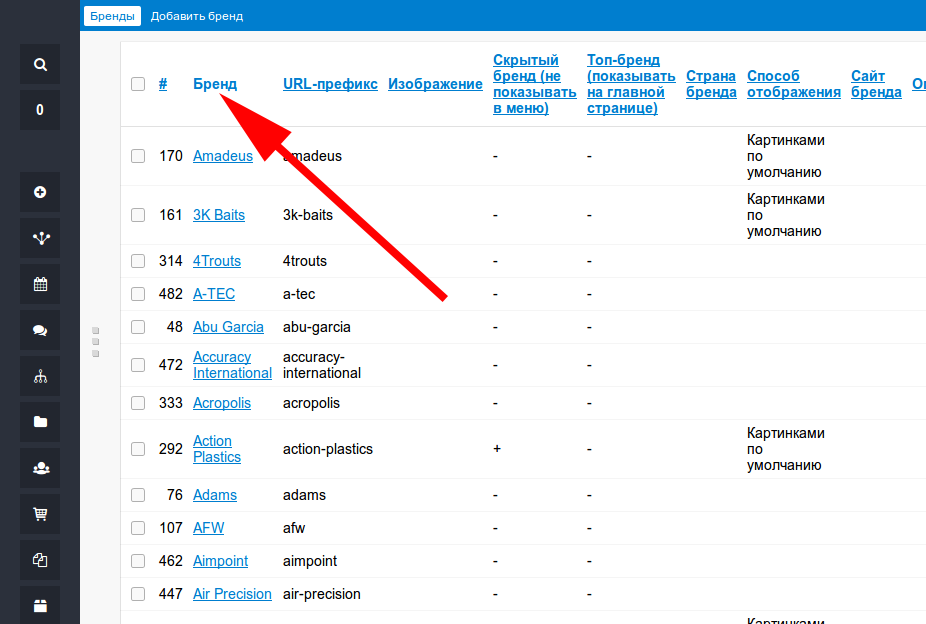 Бренды Добавить бренд
0
# Бренд URL-префикс Изображение Скрытый бренд (не показывать в меню) Топ-бренд (показывать на главной странице) Страна бренда Способ отображения Сайт бренда
170 Amadeus amadeus - - Картинками по умолчанию
161 3K Baits 3k-baits - - Картинками по умолчанию
314 4Trouts 4trouts - -
482 A-TEC a-tec - -
48 Abu Garcia abu-garcia - -
472 Accuracy International accuracy-international - -
333 Acropolis acropolis - -
292 Action Plastics action-plastics + - Картинками по умолчанию
76 Adams adams - -
107 AFW afw - -
462 Aimpoint aimpoint - -
447 Air Precision air-precision - -
Картинками